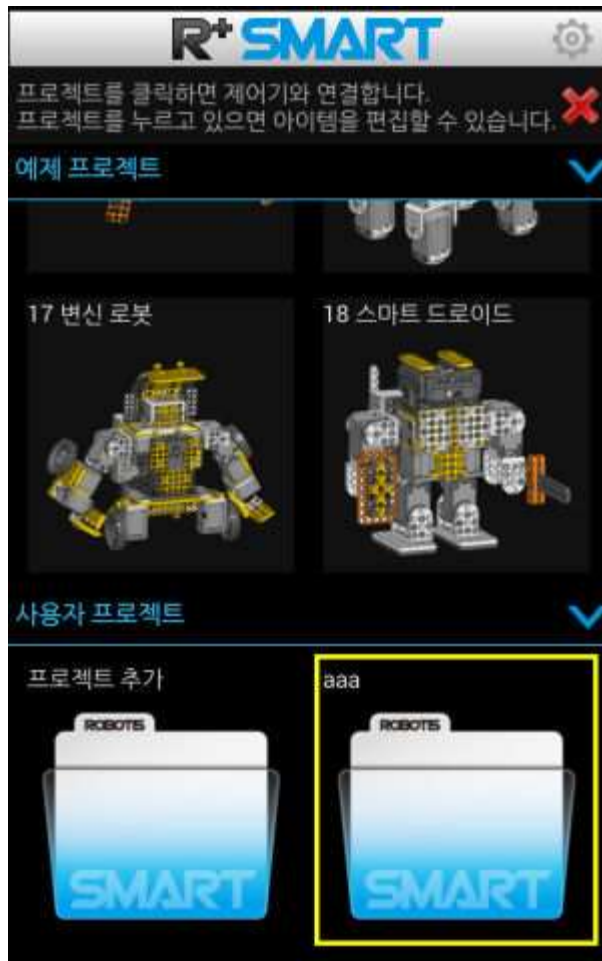 R+ SMART
프로젝트를 클릭하면 제어기와 연결합니다.
프로젝트를 누르고 있으면 아이템을 편집할 수 있습니다.
예제 프로젝트
17 변신 로봇
18 스마트 드로이드
사용자 프로젝트
프로젝트 추가
aaa
ROBOTIS
ROBOTIS
SMART
SMART